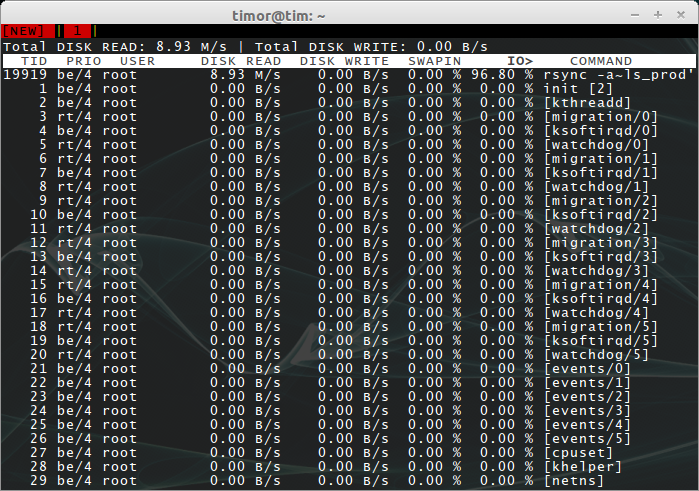 timor@tim: ~
[NEW] | 1 |
Total DISK READ: 8.93 M/s | Total DISK WRITE: 0.00 B/s
TID PRIO USER DISK READ DISK WRITE SWAPIN IO> COMMAND
19919 be/4 root 8.93 M/s 0.00 B/s 0.00 % 96.80 % rsync -a~ls_prod'
1 be/4 root 0.00 B/s 0.00 B/s 0.00 % 0.00 % init [2]
2 be/4 root 0.00 B/s 0.00 B/s 0.00 % 0.00 % [kthreadd]
3 rt/4 root 0.00 B/s 0.00 B/s 0.00 % 0.00 % [migration/0]
4 be/4 root 0.00 B/s 0.00 B/s 0.00 % 0.00 % [ksoftirqd/0]
5 rt/4 root 0.00 B/s 0.00 B/s 0.00 % 0.00 % [watchdog/0]
6 rt/4 root 0.00 B/s 0.00 B/s 0.00 % 0.00 % [migration/1]
7 be/4 root 0.00 B/s 0.00 B/s 0.00 % 0.00 % [ksoftirqd/1]
8 rt/4 root 0.00 B/s 0.00 B/s 0.00 % 0.00 % [watchdog/1]
9 rt/4 root 0.00 B/s 0.00 B/s 0.00 % 0.00 % [migration/2]
10 be/4 root 0.00 B/s 0.00 B/s 0.00 % 0.00 % [ksoftirqd/2]
11 rt/4 root 0.00 B/s 0.00 B/s 0.00 % 0.00 % [watchdog/2]
12 rt/4 root 0.00 B/s 0.00 B/s 0.00 % 0.00 % [migration/3]
13 be/4 root 0.00 B/s 0.00 B/s 0.00 % 0.00 % [ksoftirqd/3]
14 rt/4 root 0.00 B/s 0.00 B/s 0.00 % 0.00 % [watchdog/3]
15 rt/4 root 0.00 B/s 0.00 B/s 0.00 % 0.00 % [migration/4]
16 be/4 root 0.00 B/s 0.00 B/s 0.00 % 0.00 % [ksoftirqd/4]
17 rt/4 root 0.00 B/s 0.00 B/s 0.00 % 0.00 % [watchdog/4]
18 rt/4 root 0.00 B/s 0.00 B/s 0.00 % 0.00 % [migration/5]
19 be/4 root 0.00 B/s 0.00 B/s 0.00 % 0.00 % [ksoftirqd/5]
20 rt/4 root 0.00 B/s 0.00 B/s 0.00 % 0.00 % [watchdog/5]
21 be/4 root 0.00 B/s 0.00 B/s 0.00 % 0.00 % [events/0]
22 be/4 root 0.00 B/s 0.00 B/s 0.00 % 0.00 % [events/1]
23 be/4 root 0.00 B/s 0.00 B/s 0.00 % 0.00 % [events/2]
24 be/4 root 0.00 B/s 0.00 B/s 0.00 % 0.00 % [events/3]
25 be/4 root 0.00 B/s 0.00 B/s 0.00 % 0.00 % [events/4]
26 be/4 root 0.00 B/s 0.00 B/s 0.00 % 0.00 % [events/5]
27 be/4 root 0.00 B/s 0.00 B/s 0.00 % 0.00 % [cpuset]
28 be/4 root 0.00 B/s 0.00 B/s 0.00 % 0.00 % [khelper]
29 be/4 root 0.00 B/s 0.00 B/s 0.00 % 0.00 % [netns]